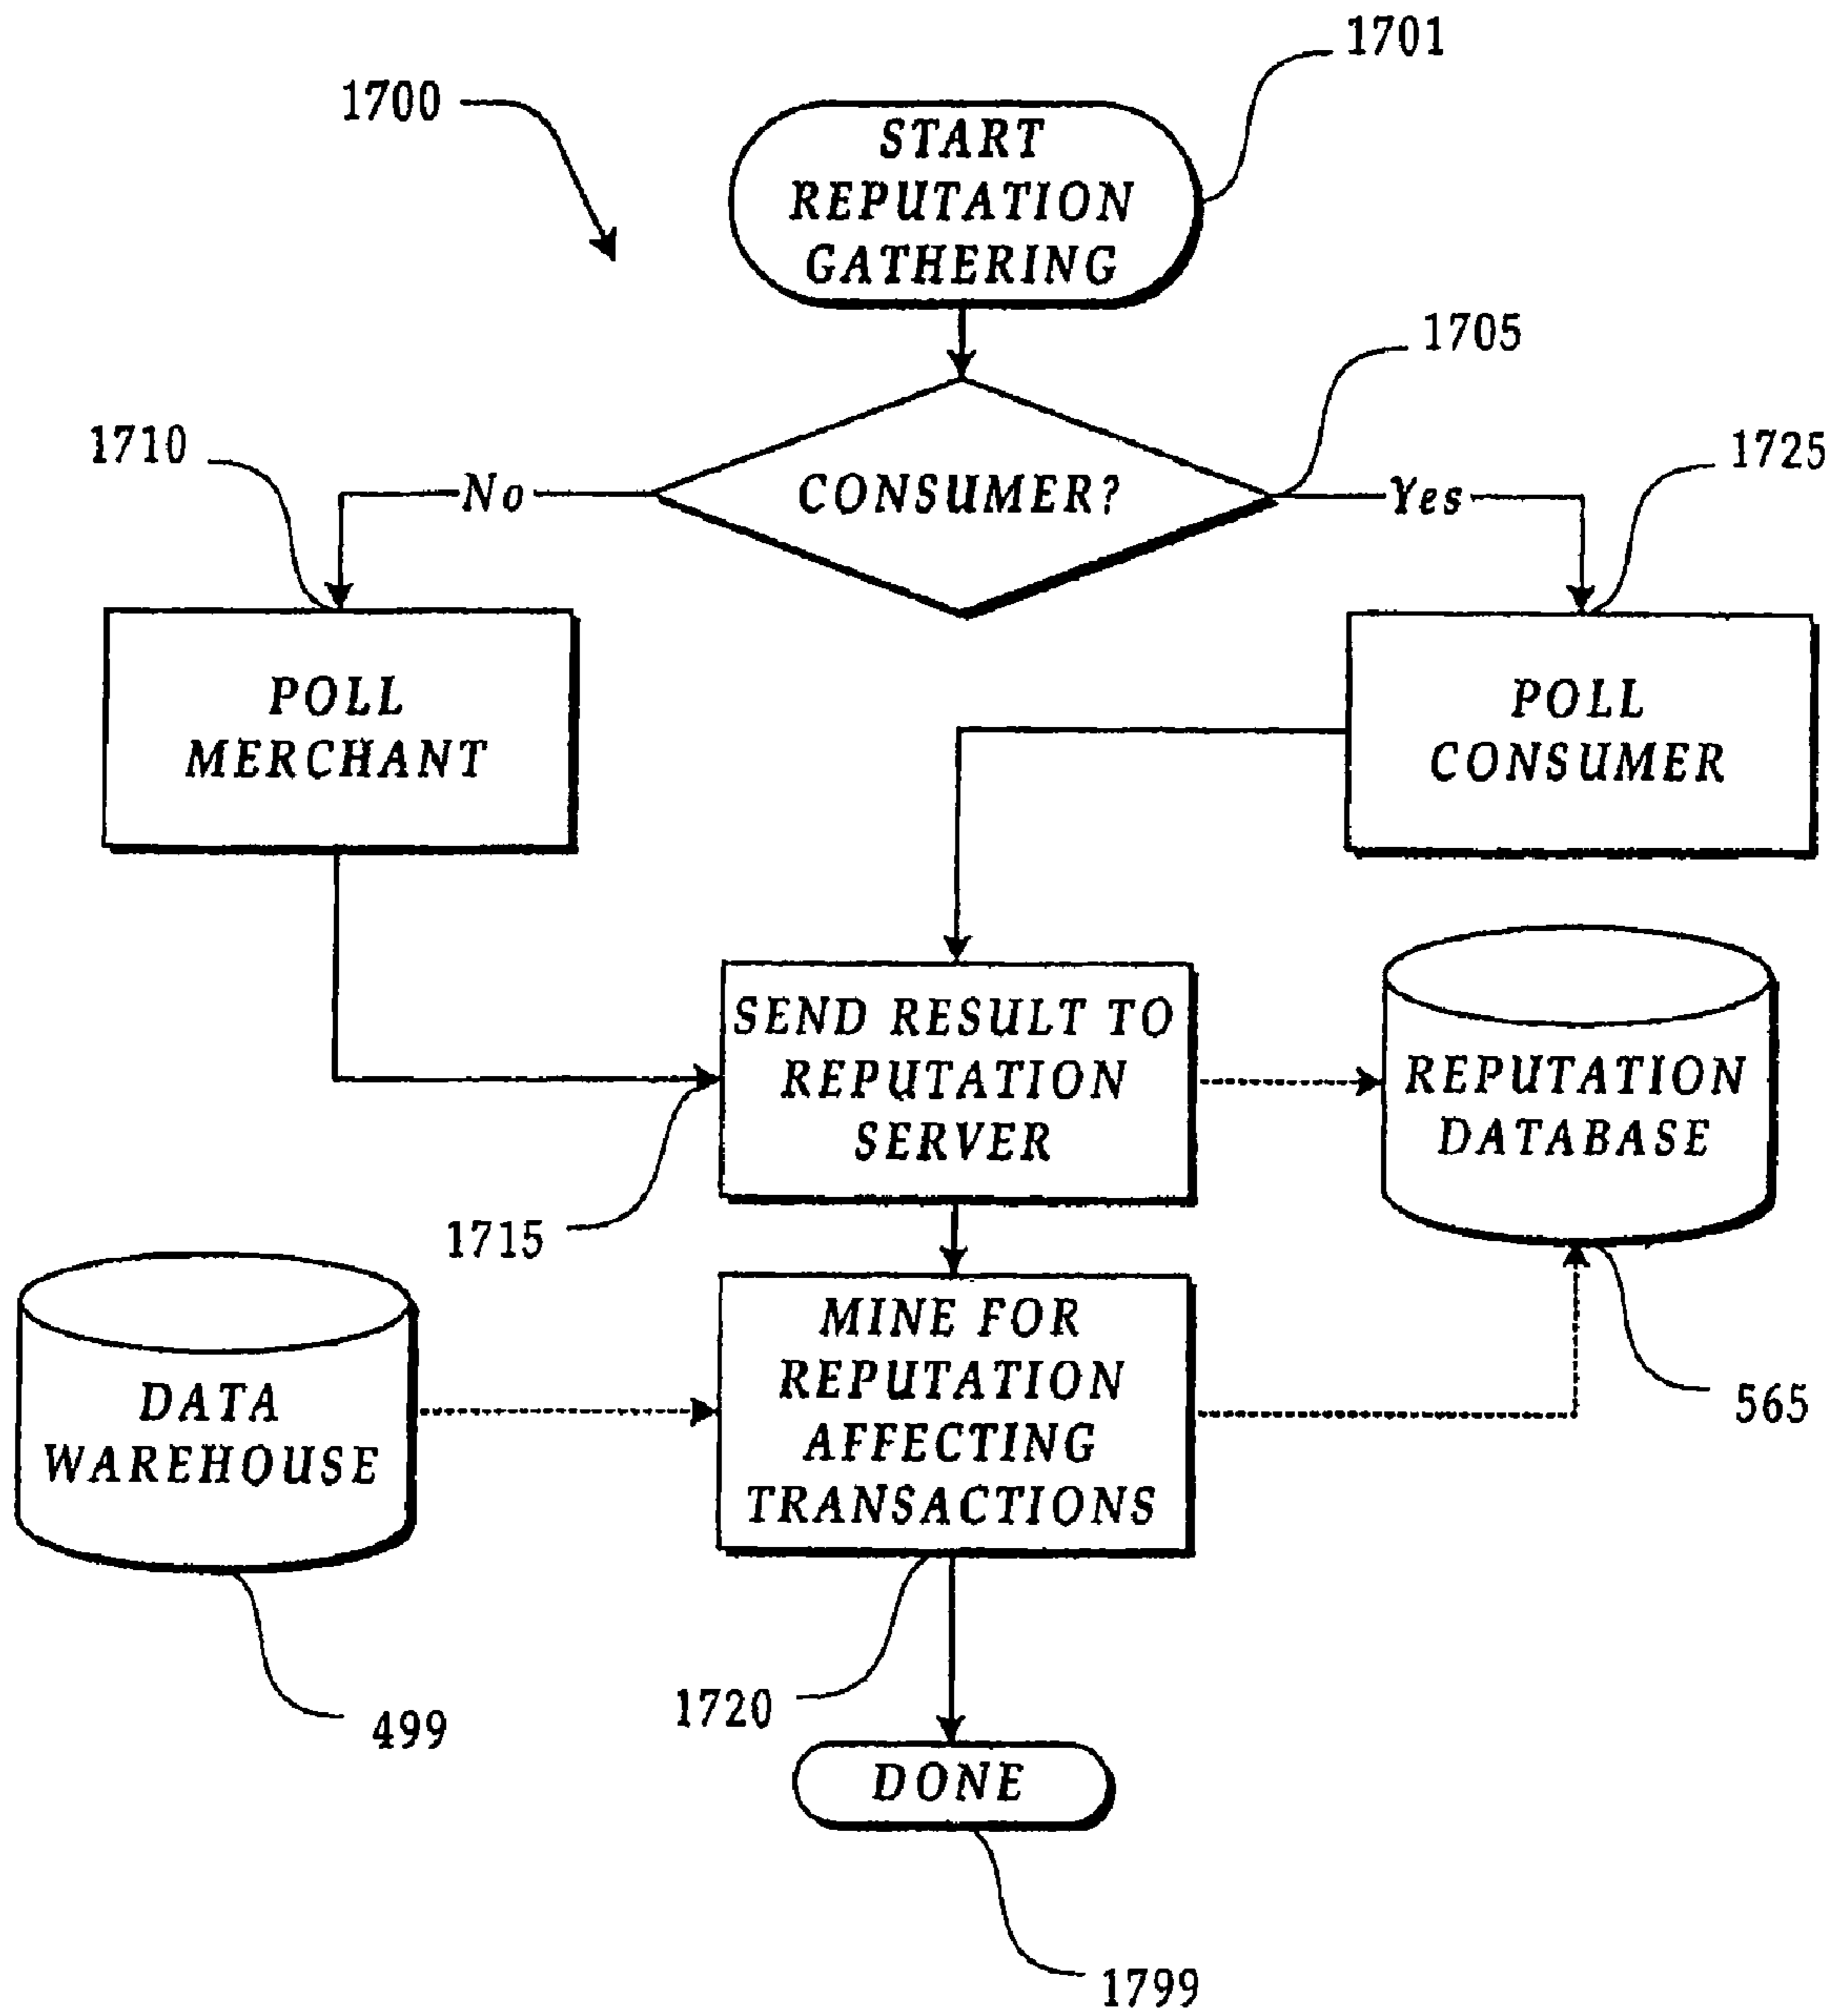 1701
1700
START
REPUTATION
GATHERING
1705
1710
1725
No
CONSUMER?
Yes
POLL
MERCHANT
POLL
CONSUMER
SEND RESULT TO
REPUTATION
SERVER
REPUTATION
DATABASE
1715
MINE FOR
REPUTATION
AFFECTING
TRANSACTIONS
DATA
WAREHOUSE
565
499
1720
DONE
1799